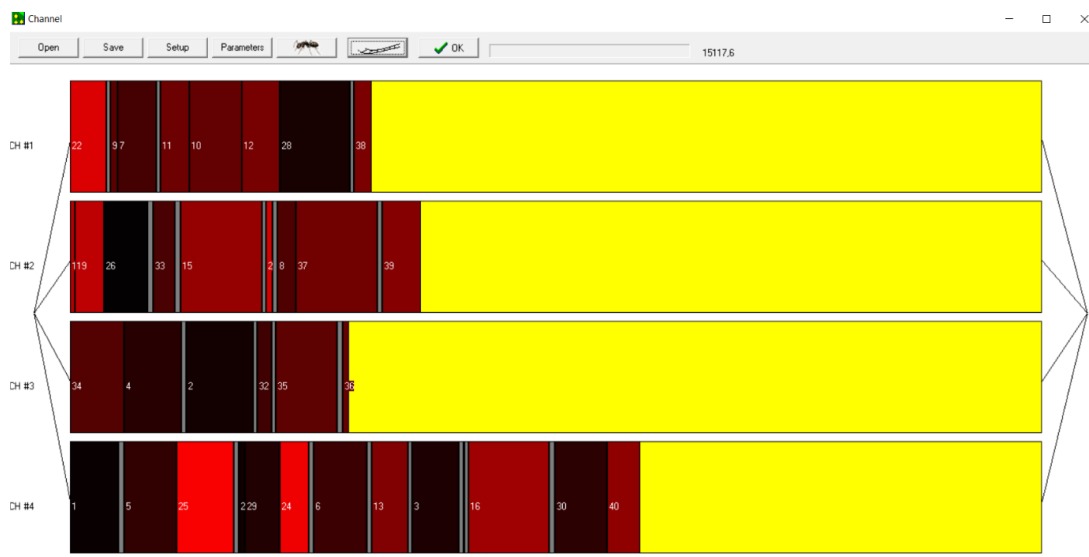 Channel
Open Save Setup Parameters OK 15117,6
CH #1 22 9 7 11 10 12 28 38
CH #2 1 19 26 33 15 2 8 37 39
CH #3 34 4 2 32 35 36
CH #4 1 5 25 2 29 24 6 13 3 16 30 40